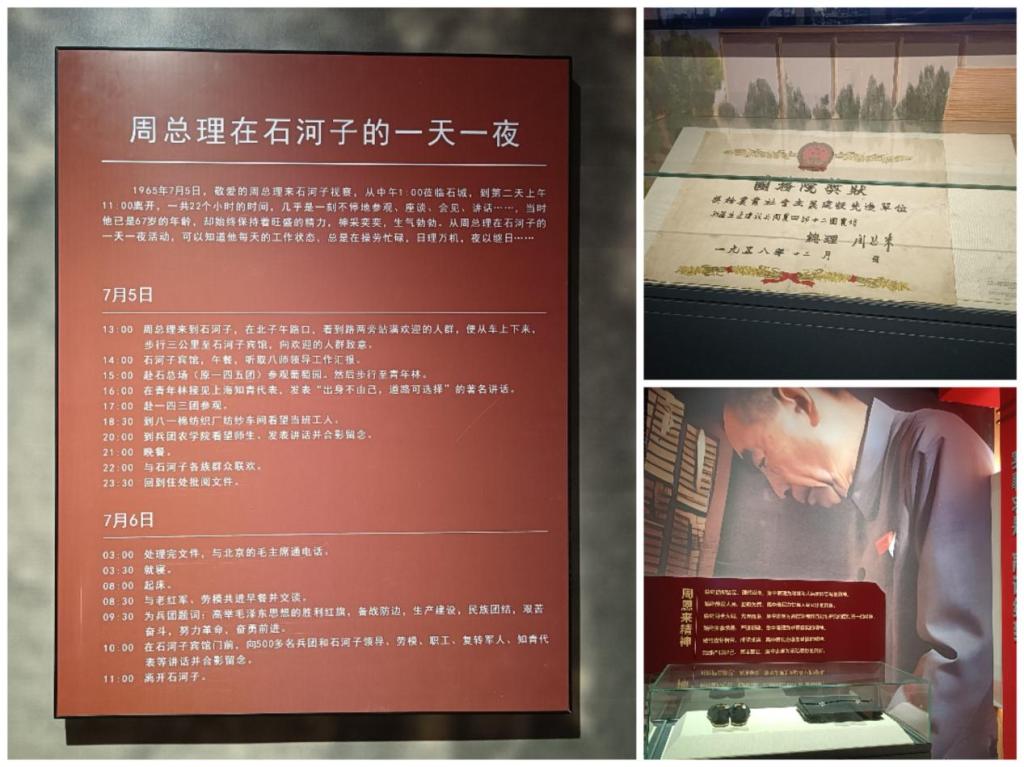 周总理在石河子的一天一夜
1965年7月5日，敬爱的周总理来石河子视察，从中午1:00莅临石城，到第二天上午
11:00离开，一共22个小时的时间，几乎是一刻不停地参观、座谈、会见、讲话……，当时
他已是67岁的年龄，却始终保持着旺盛的精力，神采奕奕，生气勃勃。从周总理在石河子的
一天一夜活动，可以知道他每天的工作状态、总是在操劳忙碌，日理万机，夜以继日……
7月5日
13:00 周总理来到石河子，在北子午路口，看到路两旁站满欢迎的人群，便从车上下来，
步行三公里至石河子宾馆，向欢迎的人群致意。
14:00 石河子宾馆，午餐，听取八师领导工作汇报。
15:00 赴石总场（原一四五团）参观葡萄园。然后步行至青年林。
16:00 在青年林接见上海知青代表，发表“出身不由己，道路可选择”的著名讲话。
17:00 赴一四三团参观。
18:30 到八一棉纺织厂纺纱车间看望当班工人。
20:00 到兵团农学院看望师生、发表讲话并合影留念。
21:00 晚餐。
22:00 与石河子各族群众联欢。
23:30 回到住处批阅文件。
7月6日
03:00 处理完文件，与北京的毛主席通电话。
03:30 就寝。
08:00 起床。
08:30 与老红军、劳模共进早餐并交谈。
09:30 为兵团题词：高举毛泽东思想的胜利红旗，备战防边，生产建设，民族团结，艰苦
奋斗，努力革命，奋勇前进。
10:00 在石河子宾馆门前，向500多名兵团和石河子领导、劳模、职工、复转军人、知青代
表等讲话并合影留念。
11:00 离开石河子。
國務院奖狀
奖给農業社会主義建設先進單位
總理 周恩来
一九五八年十二月
周恩来精神